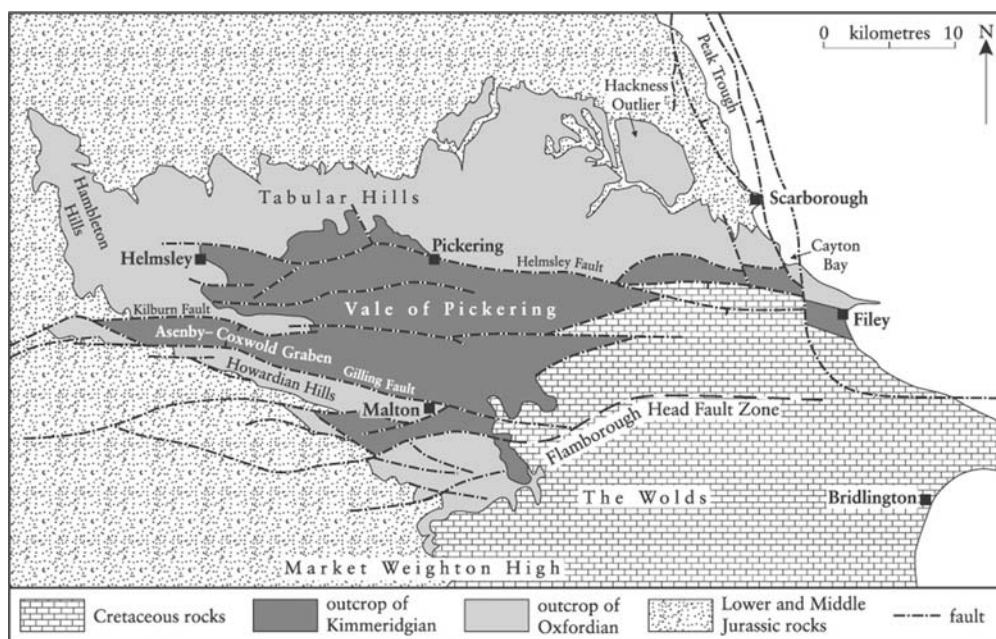 0 kilometres 10
N
Peak Trough
Hackness
Outlier
Scarborough
Hambleton
Hills
Tabular Hills
Helmsley
Pickering
Helmsley Fault
Cayton
Bay
Kilburn Fault
Vale of Pickering
Filey
Asenby–Coxwold Graben
Howardian Hills
Gilling Fault
Malton
Flamborough Head Fault Zone
The Wolds
Bridlington
Market Weighton High
Cretaceous rocks
outcrop of
Kimmeridgian
outcrop of
Oxfordian
Lower and Middle
Jurassic rocks
fault